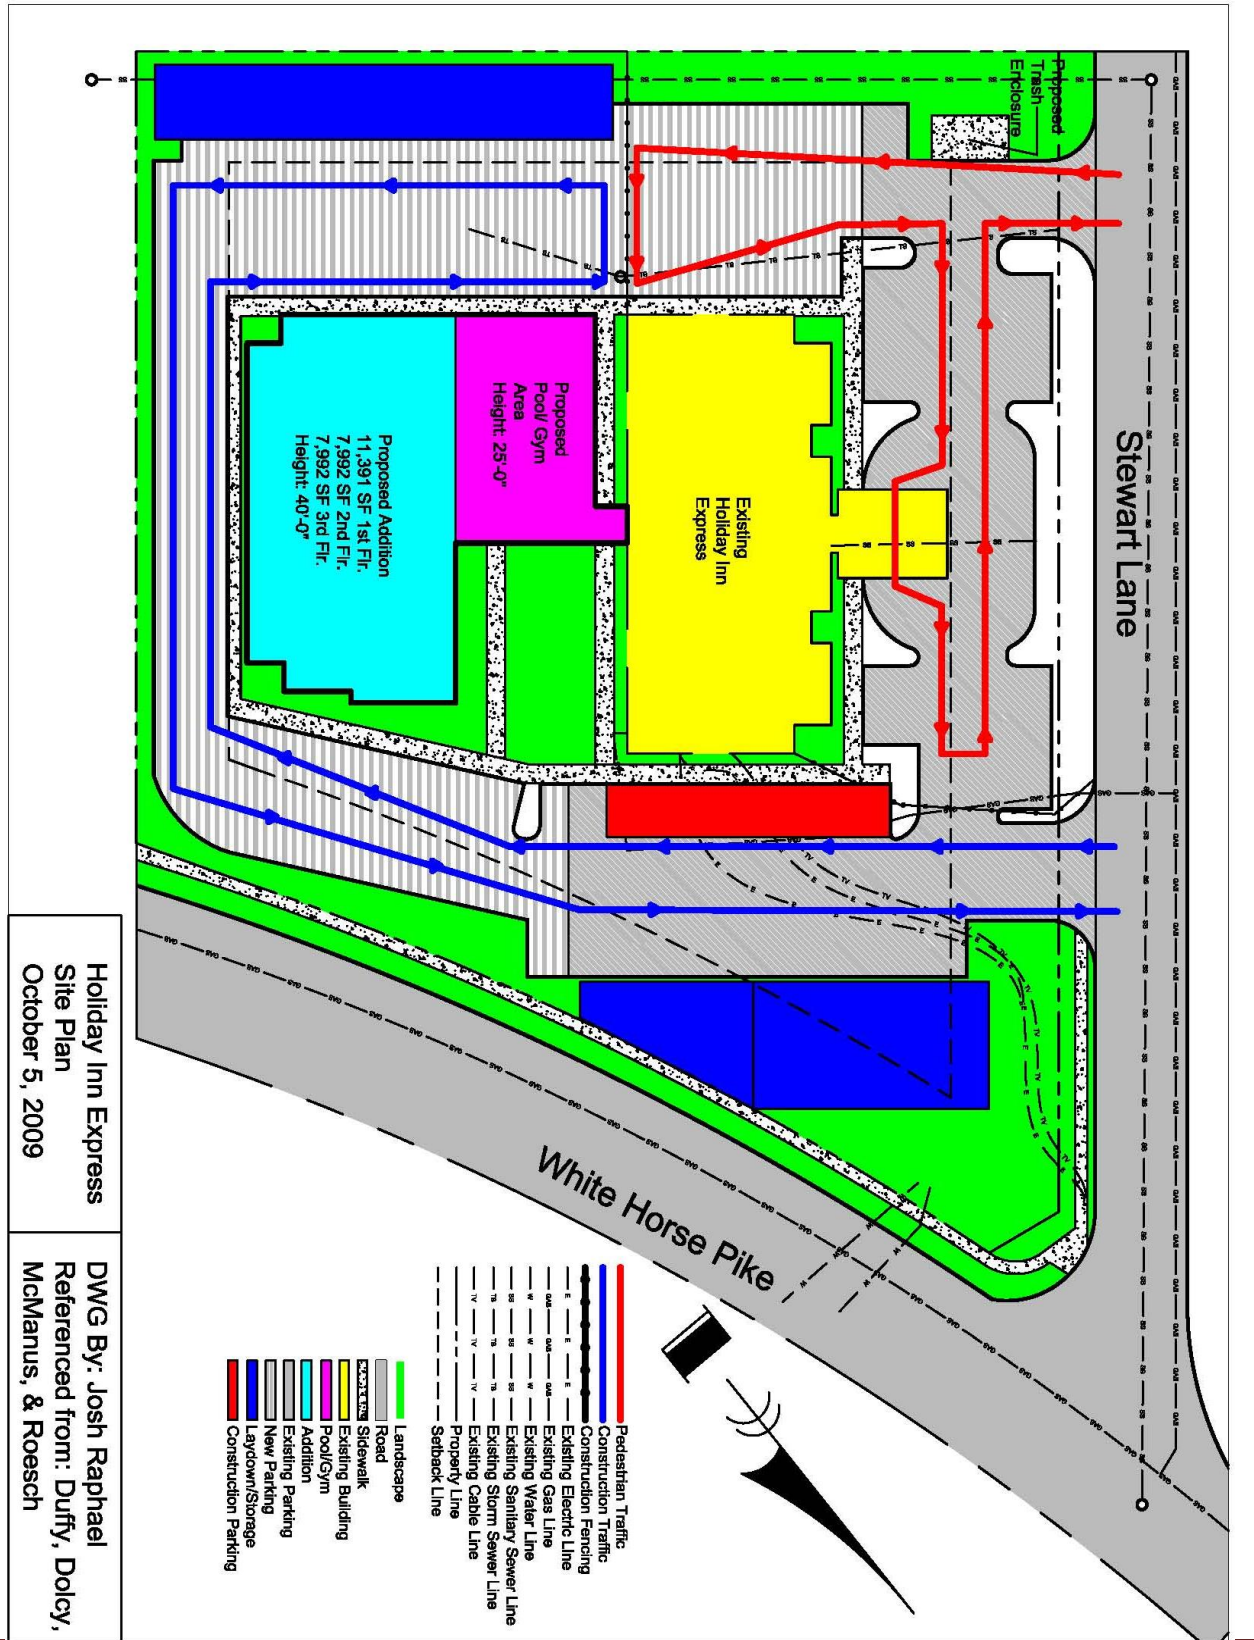 Stewart Lane
Proposed
Trash
Enclosure
Existing
Holiday Inn
Express
Proposed
Pool/ Gym
Area
Height: 25'-0"
Proposed Addition
11,391 SF 1st Flr.
7,992 SF 2nd Flr.
7,992 SF 3rd Flr.
Height: 40'-0"
White Horse Pike
Pedestrian Traffic
Construction Traffic
Construction Fencing
Existing Electric Line
Existing Gas Line
Existing Water Line
Existing Sanitary Sewer Line
Existing Storm Sewer Line
Existing Cable Line
Property Line
Setback Line
Landscape
Road
Sidewalk
Existing Building
Pool/Gym
Addition
Existing Parking
New Parking
Laydown/Storage
Construction Parking
Holiday Inn Express
Site Plan
October 5, 2009
DWG By: Josh Raphael
Referenced from: Duffy, Dolcy,
McManus, & Roesch